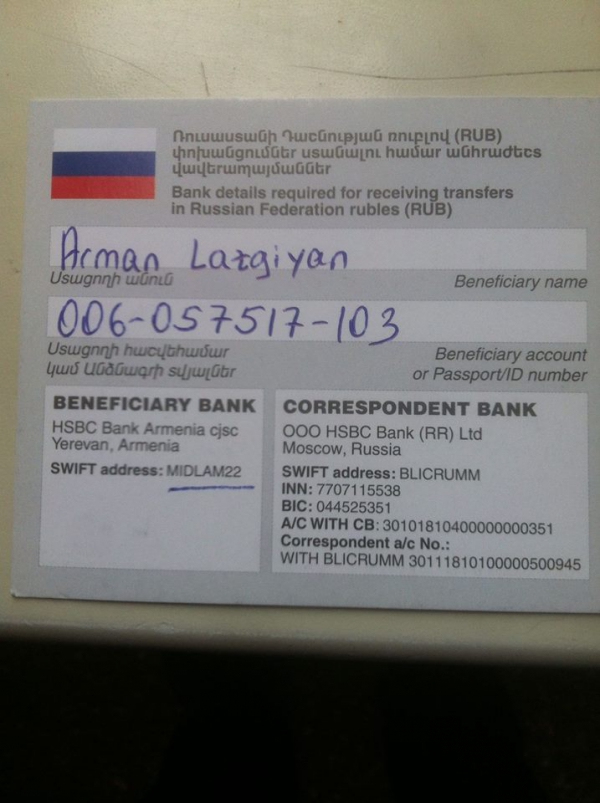 Ռուսաստանի Դաշնության ռուբլով (RUB)
փոխանցումներ ստանալու համար անհրաժեշտ
վավերապայմաններ
Bank details required for receiving transfers
in Russian Federation rubles (RUB)
Arman Lazgiyan
Ստացողի անուն
Beneficiary name
006-057517-103
Ստացողի հաշվեհամար
կամ Անձնագրի տվյալներ
Beneficiary account
or Passport/ID number
BENEFICIARY BANK
HSBC Bank Armenia cjsc
Yerevan, Armenia
SWIFT address: MIDLAM22
CORRESPONDENT BANK
OOO HSBC Bank (RR) Ltd
Moscow, Russia
SWIFT address: BLICRUMM
INN: 7707115538
BIC: 044525351
A/C WITH CB: 30101810400000000351
Correspondent a/c No.:
WITH BLICRUMM 30111810100000500945